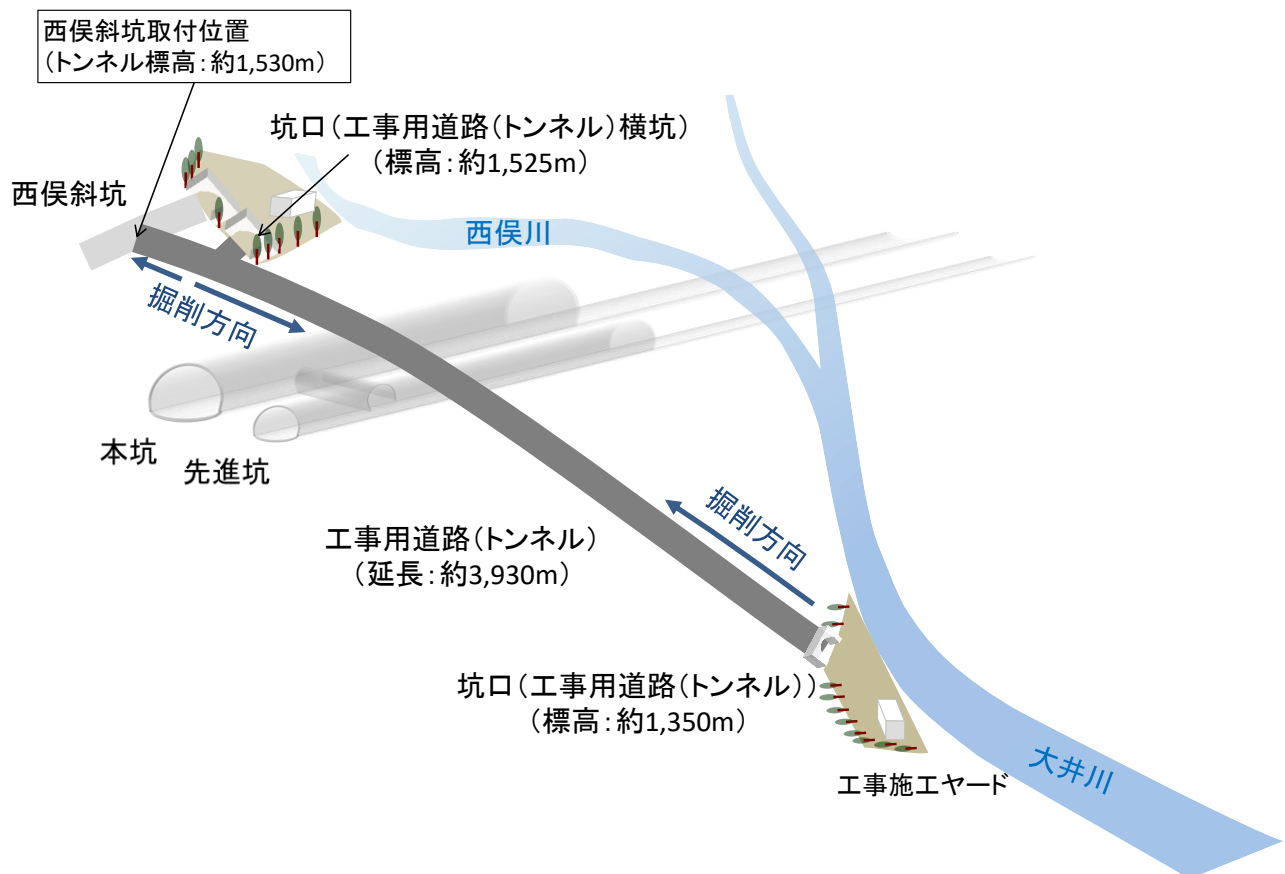 西俣斜坑取付位置
（トンネル標高：約1,530m）
坑口（工事用道路（トンネル）横坑）
（標高：約1,525m）
西俣斜坑
西俣川
掘削方向
本坑
先進坑
掘削方向
工事用道路（トンネル）
（延長：約3,930m）
坑口（工事用道路（トンネル））
（標高：約1,350m）
大井川
工事施工ヤード